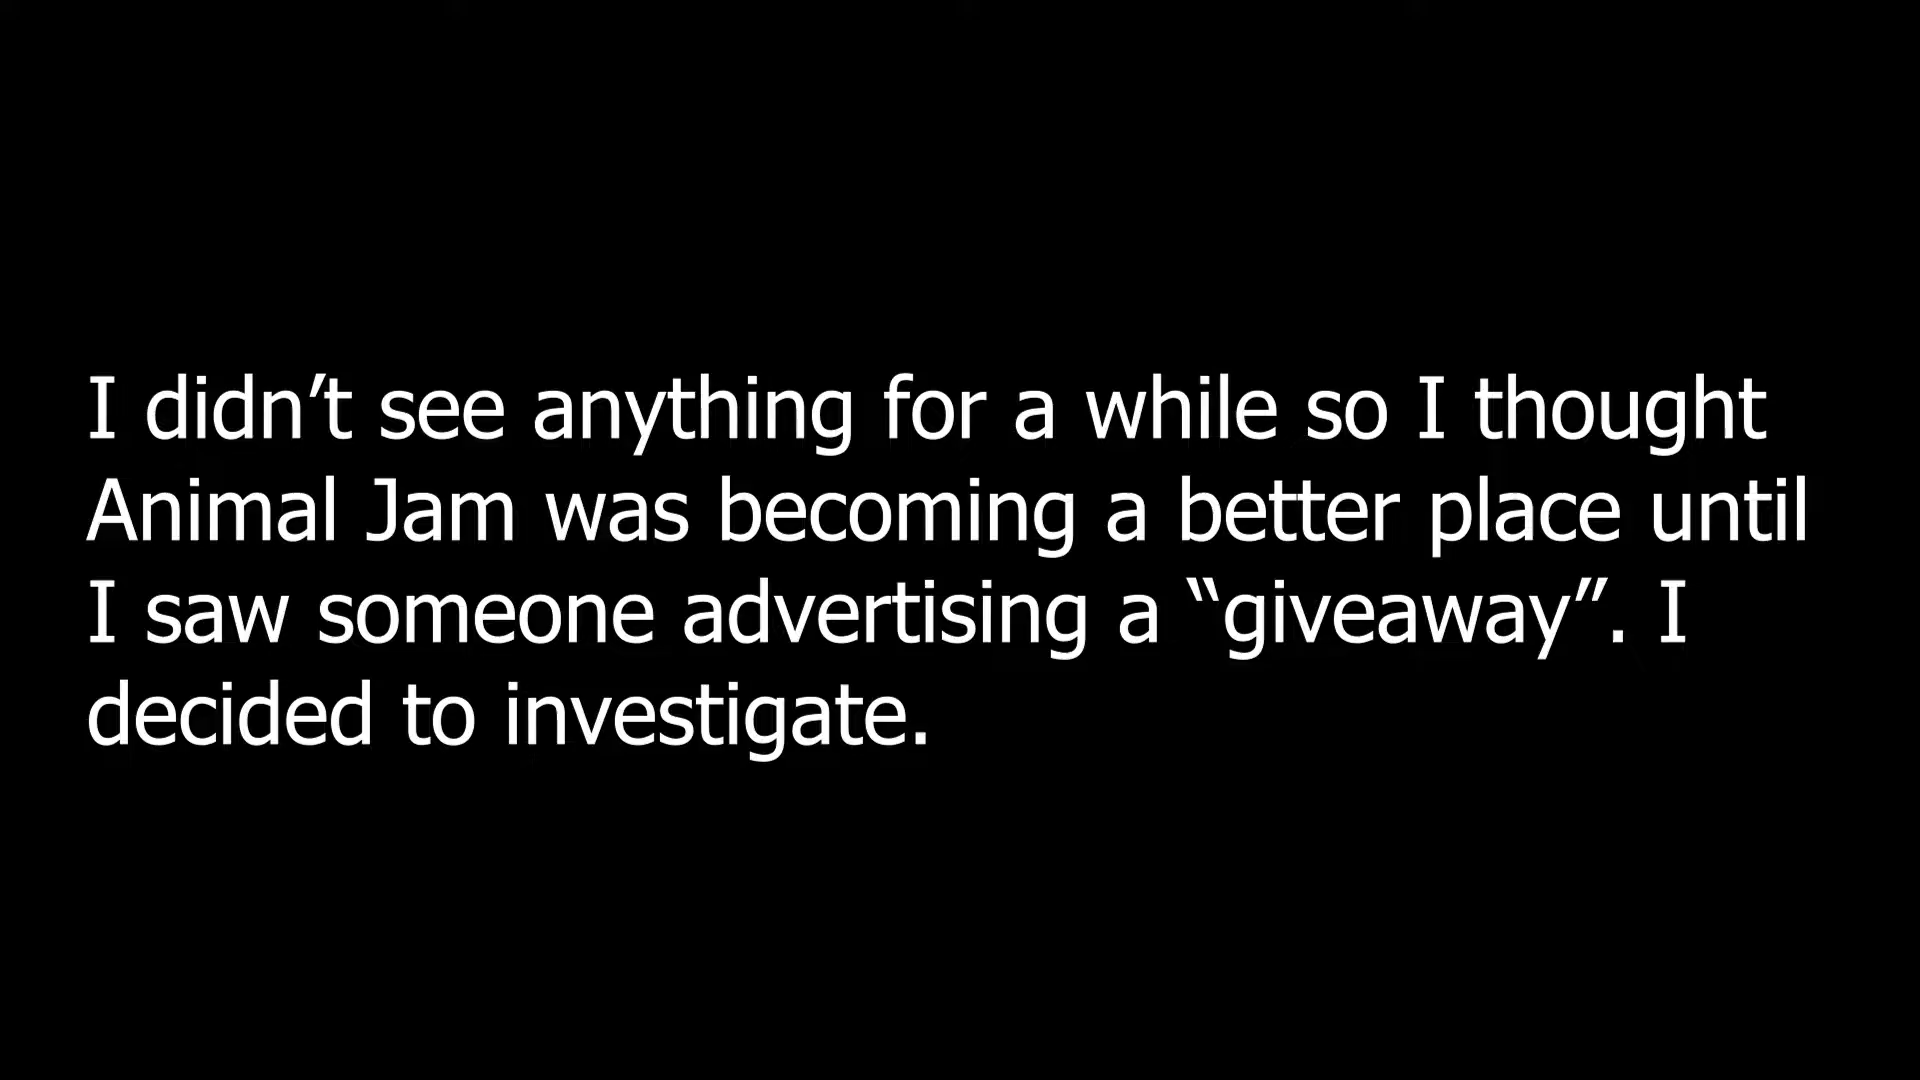 I didn’t see anything for a while so I thought
Animal Jam was becoming a better place until
I saw someone advertising a “giveaway”. I
decided to investigate.